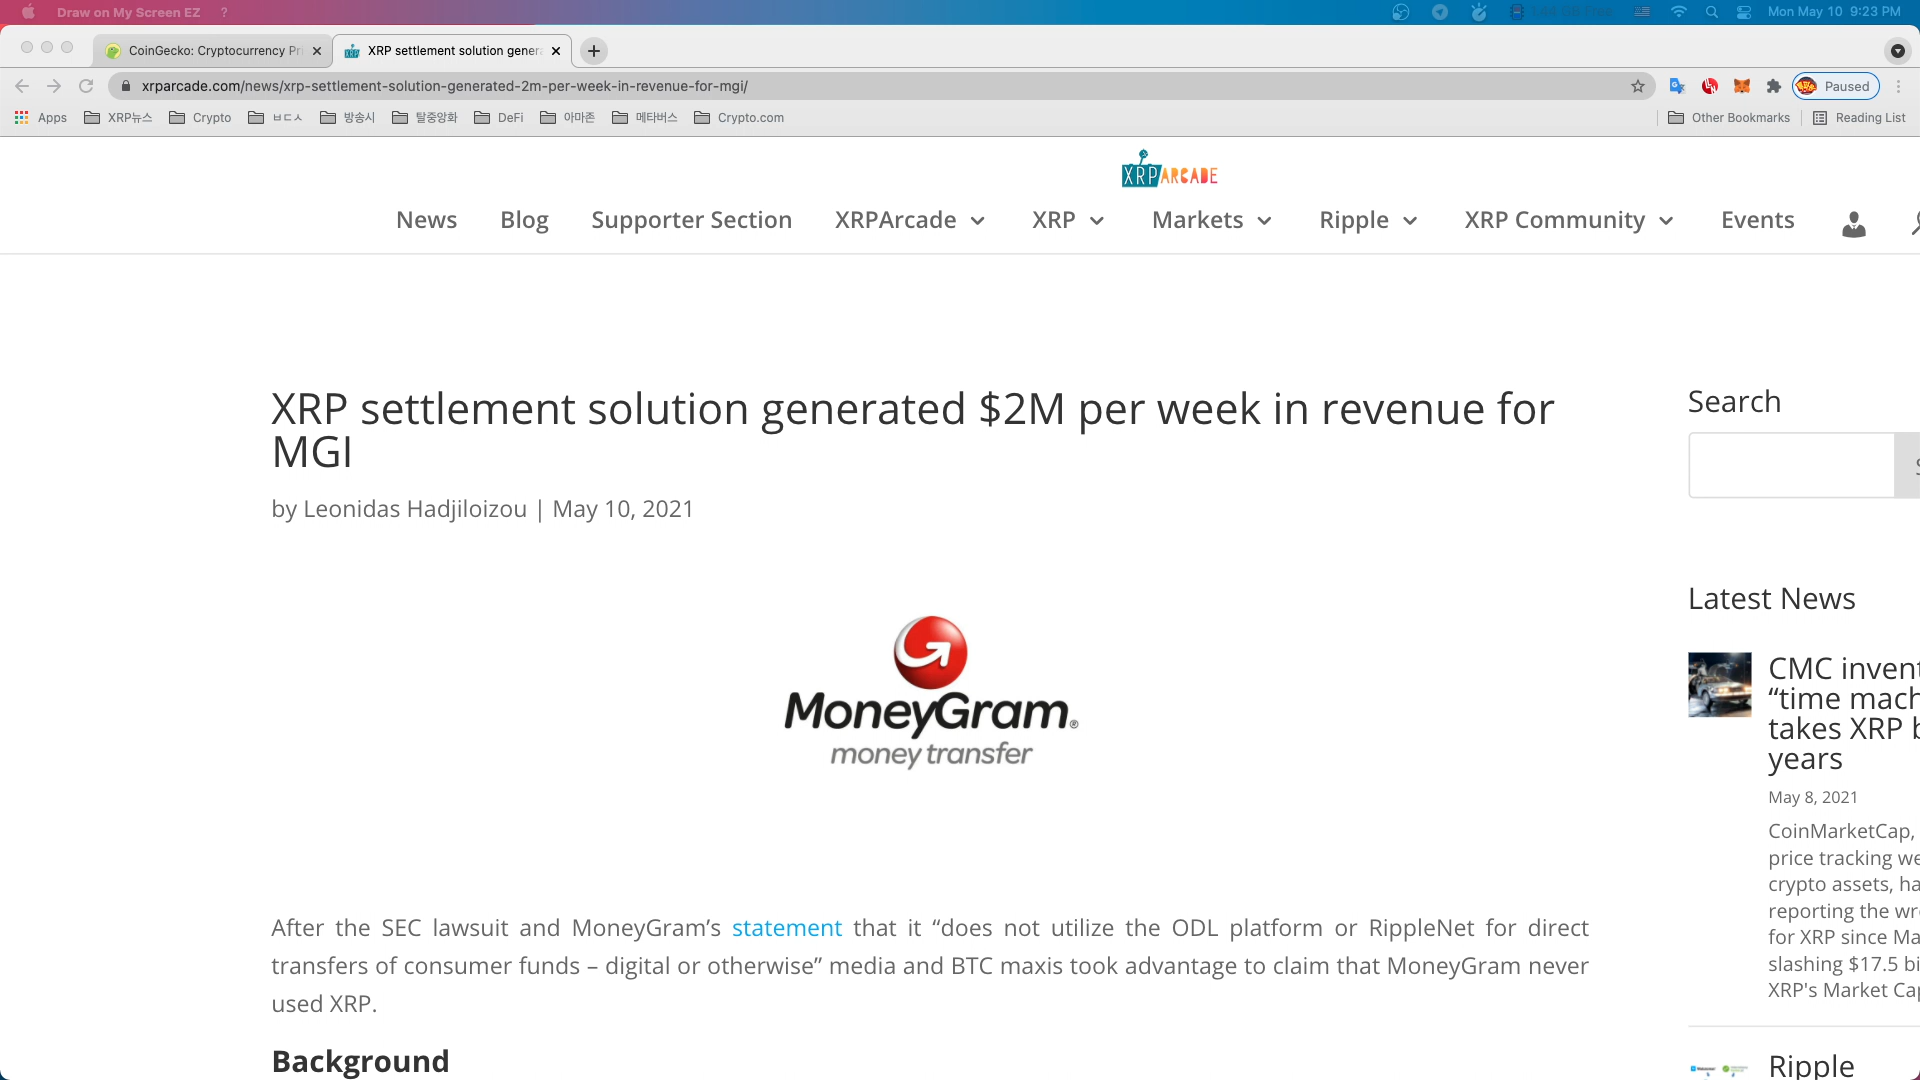 Draw on My Screen EZ ?
Mon May 10 9:23 PM
CoinGecko: Cryptocurrency Pri
XRP settlement solution genera
xrparcade.com/news/xrp-settlement-solution-generated-2m-per-week-in-revenue-for-mgi/
Paused
Apps XRP뉴스 Crypto ㅂㄷㅅ 방송시 탈중앙화 DeFi 아마존 메타버스 Crypto.com Other Bookmarks Reading List
XRPARCADE
News Blog Supporter Section XRPArcade XRP Markets Ripple XRP Community Events
XRP settlement solution generated $2M per week in revenue for
MGI
by Leonidas Hadjiloizou | May 10, 2021
MoneyGram®
money transfer
After the SEC lawsuit and MoneyGram’s statement that it “does not utilize the ODL platform or RippleNet for direct
transfers of consumer funds – digital or otherwise” media and BTC maxis took advantage to claim that MoneyGram never
used XRP.
Background
Search
Latest News
CMC invent
“time mach
takes XRP b
years
May 8, 2021
CoinMarketCap,
price tracking we
crypto assets, ha
reporting the wr
for XRP since Ma
slashing $17.5 bi
XRP's Market Cap
Ripple